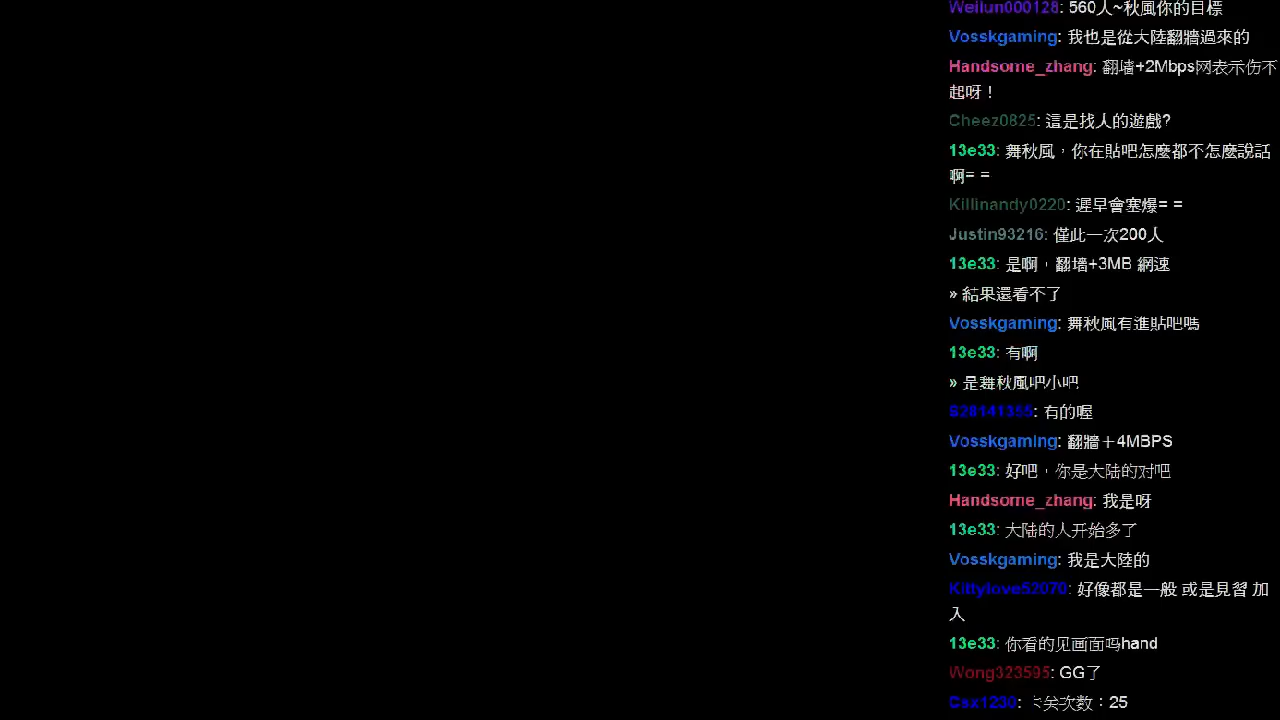 Weilun000128: 560人~秋風你的目標
Vosskgaming: 我也是從大陸翻牆過來的
Handsome_zhang: 翻墙+2Mbps网表示伤不
起呀！
Cheez0825: 這是找人的遊戲?
13e33: 舞秋風，你在貼吧怎麼都不怎麼說話
啊= =
Killinandy0220: 遲早會塞爆= =
Justin93216: 僅此一次200人
13e33: 是啊，翻墙+3MB 網速
» 結果還看不了
Vosskgaming: 舞秋風有進貼吧嗎
13e33: 有啊
» 是舞秋風吧小吧
S28141355: 有的喔
Vosskgaming: 翻牆＋4MBPS
13e33: 好吧，你是大陆的对吧
Handsome_zhang: 我是呀
13e33: 大陆的人开始多了
Vosskgaming: 我是大陸的
Kittylove52070: 好像都是一般 或是見習 加
入
13e33: 你看的见画面吗hand
Wong323595: GG了
Csx1230: 卡矣次數：25